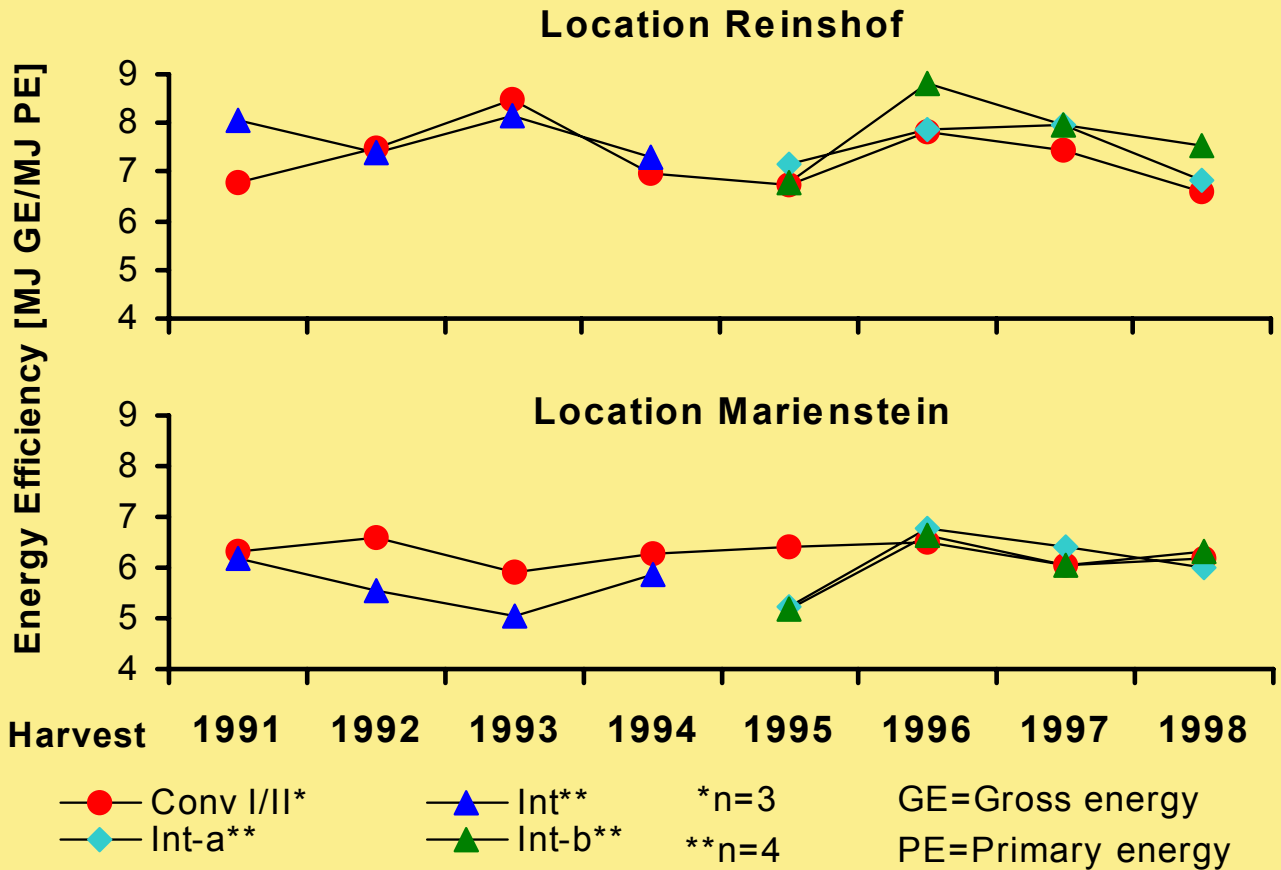 Location Reinshof
Energy Efficiency [MJ GE/MJ PE]
9
8
7
6
5
4
Location Marienstein
9
8
7
6
5
4
Harvest 1991 1992 1993 1994 1995 1996 1997 1998
Conv I/II* Int** *n=3 GE=Gross energy
Int-a** Int-b** **n=4 PE=Primary energy